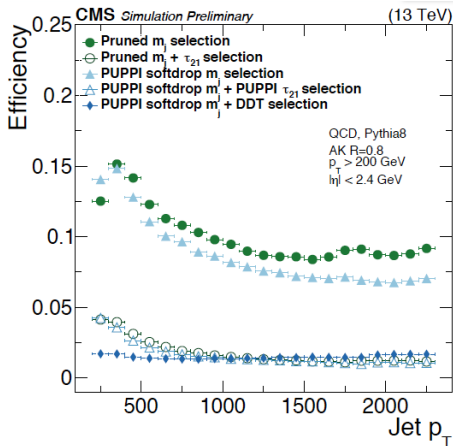 CMS Simulation Preliminary (13 TeV)
Efficiency
0.25
0.2
0.15
0.1
0.05
0
Pruned mj selection
Pruned mj + τ21 selection
PUPPI softdrop mj selection
PUPPI softdrop mj + PUPPI τ21 selection
PUPPI softdrop mj + DDT selection
QCD, Pythia8
AK R=0.8
pT > 200 GeV
|η| < 2.4 GeV
500 1000 1500 2000
Jet pT